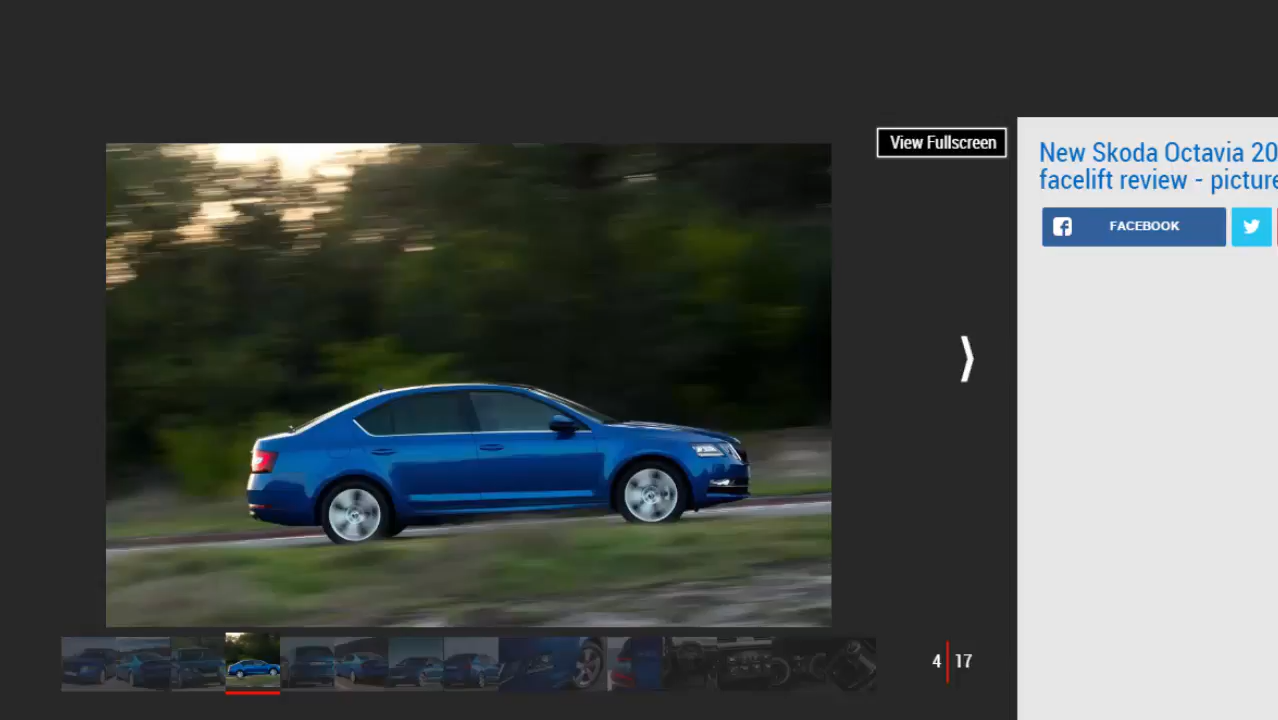 View Fullscreen
New Skoda Octavia 20
facelift review - picture
FACEBOOK
4 17